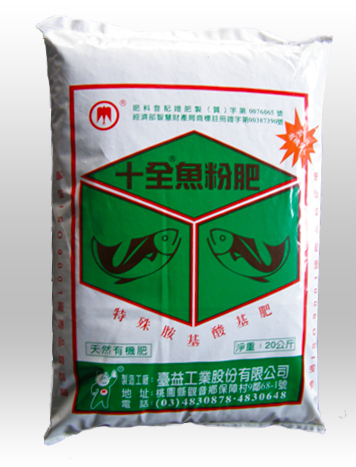 肥料登記證肥製(質)字第0076065號
經濟部智慧財產局商標註冊證字第00187390號
十全®魚粉肥
特殊胺基酸基肥
天然有機肥
淨重:20公斤
製造工廠:臺益工業股份有限公司
地址:桃園縣觀音鄉保障村9鄰68-1號
電話:(03)4830878·4830648